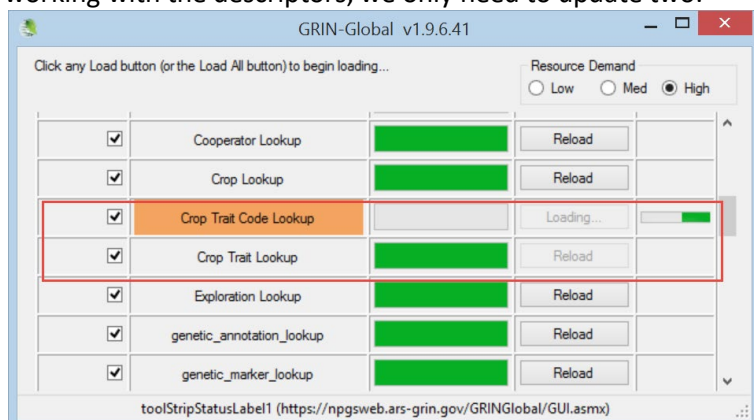 working with the descriptors, we only need to update two.
GRIN-Global v1.9.6.41
Click any Load button (or the Load All button) to begin loading...
Resource Demand
Low Med High
Cooperator Lookup Reload
Crop Lookup Reload
Crop Trait Code Lookup Loading...
Crop Trait Lookup Reload
Exploration Lookup Reload
genetic_annotation_lookup Reload
genetic_marker_lookup Reload
toolStripStatusLabel1 (https://npgsweb.ars-grin.gov/GRINGlobal/GUI.asmx)